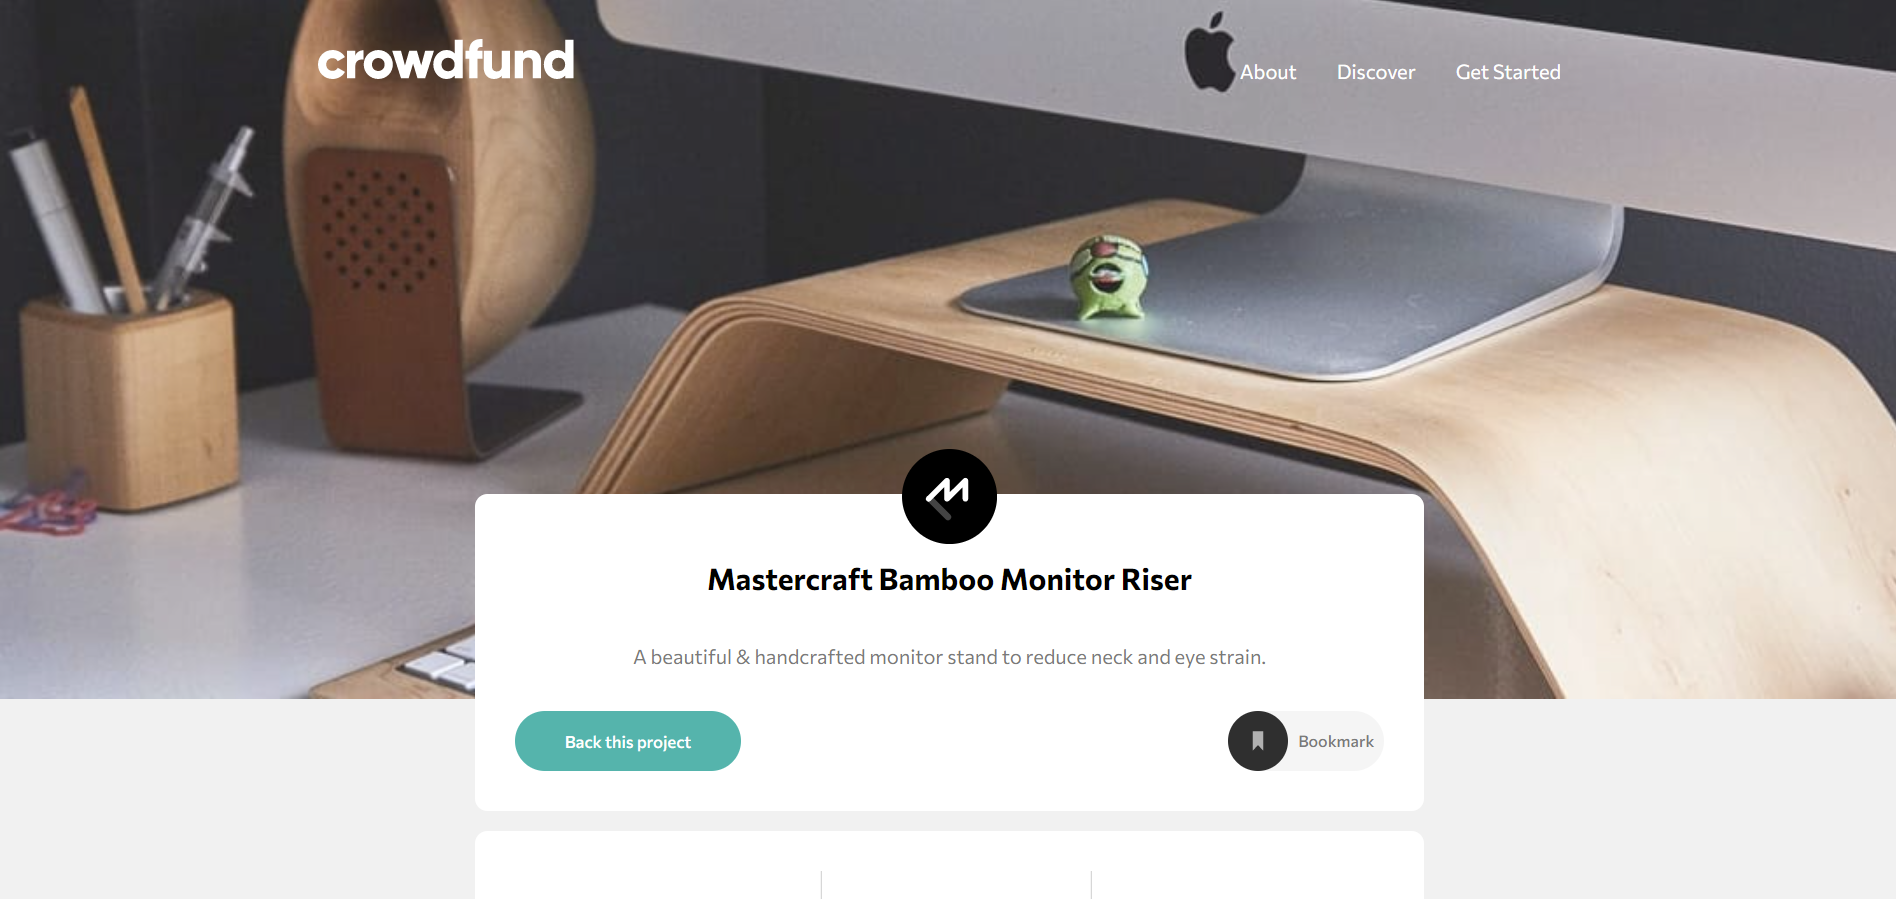 crowdfund
About
Discover
Get Started
Mastercraft Bamboo Monitor Riser
A beautiful & handcrafted monitor stand to reduce neck and eye strain.
Back this project
Bookmark